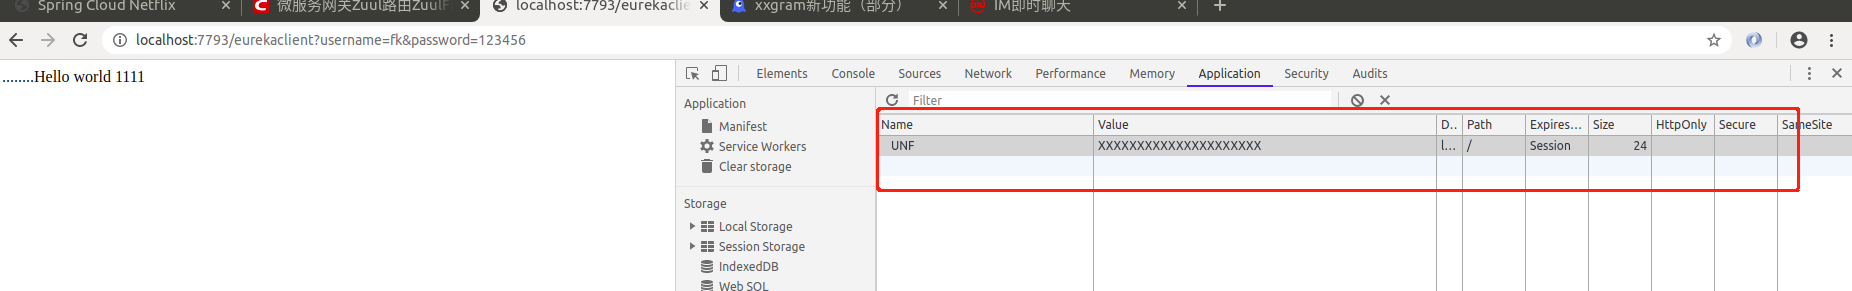 Spring Cloud Netflix
微服务网关Zuul路由ZuulF
localhost:7793/eurekaclie
xxgram新功能（部分）
IM即时聊天
localhost:7793/eurekaclient?username=fk&password=123456
........Hello world 1111
Elements Console Sources Network Performance Memory Application Security Audits
Application
Manifest
Service Workers
Clear storage
Storage
Local Storage
Session Storage
IndexedDB
Web SQL
Filter
Name Value D.. Path Expires... Size HttpOnly Secure SameSite
UNF XXXXXXXXXXXXXXXXXXXXX l... / Session 24